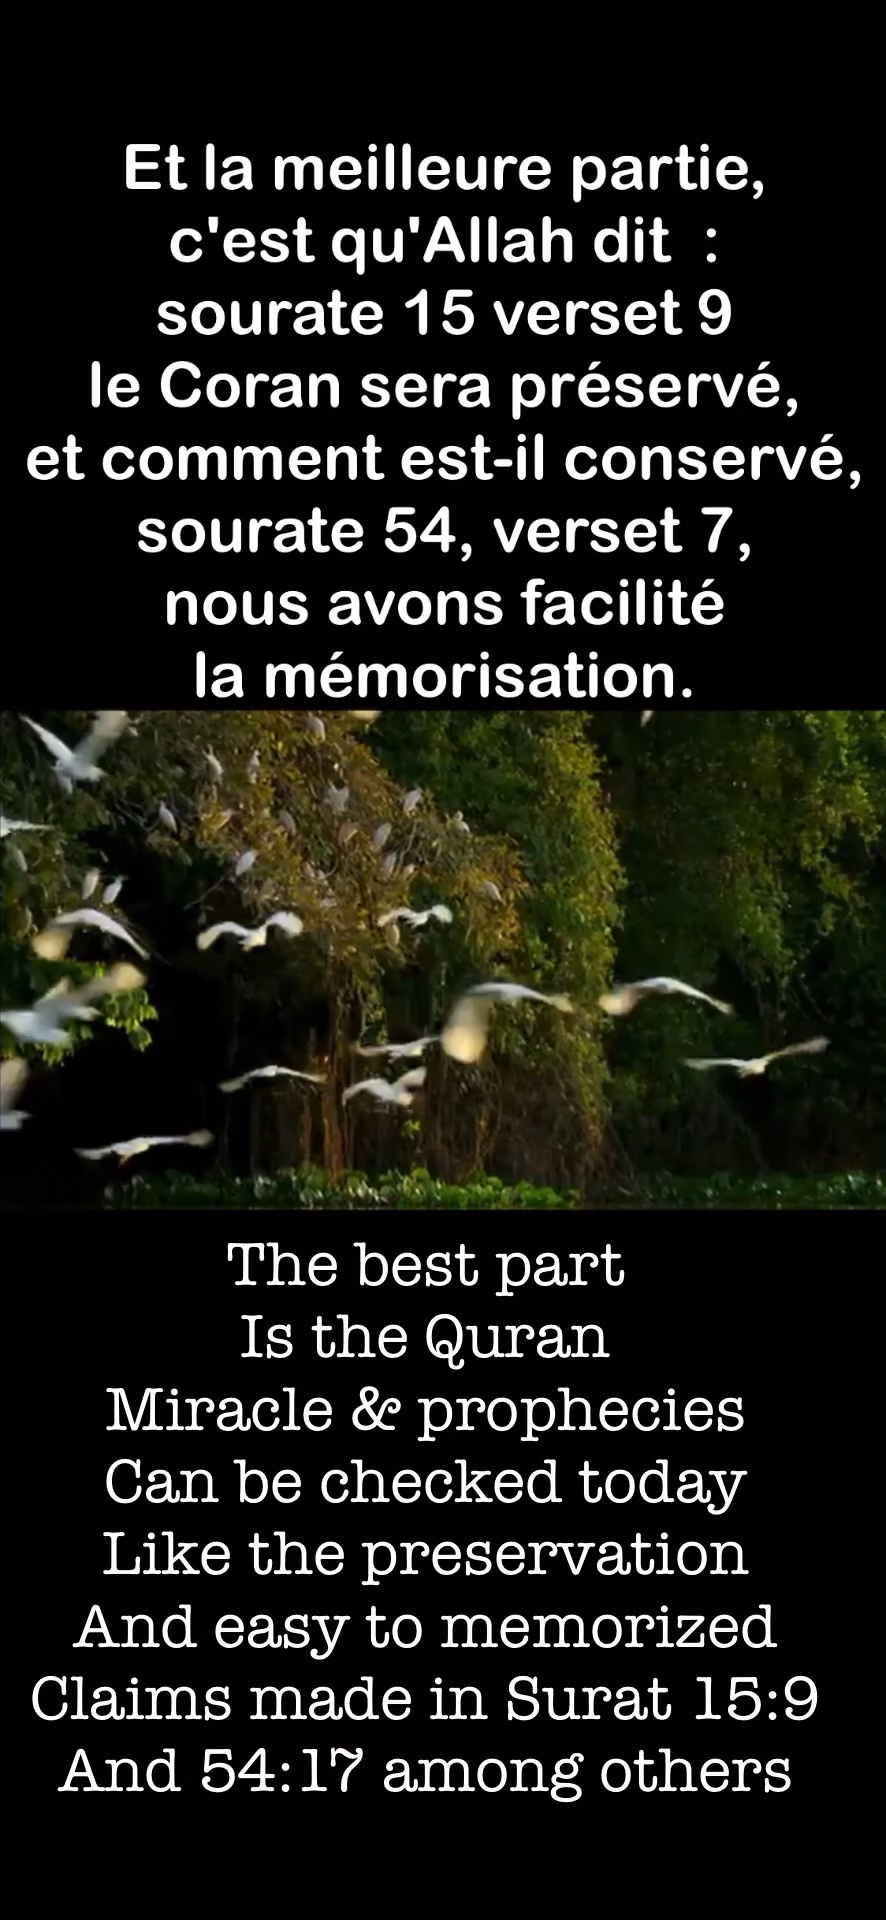 Et la meilleure partie,
c'est qu'Allah dit :
sourate 15 verset 9
le Coran sera préservé,
et comment est-il conservé,
sourate 54, verset 7,
nous avons facilité
la mémorisation.
The best part
Is the Quran
Miracle & prophecies
Can be checked today
Like the preservation
And easy to memorized
Claims made in Surat 15:9
And 54:17 among others